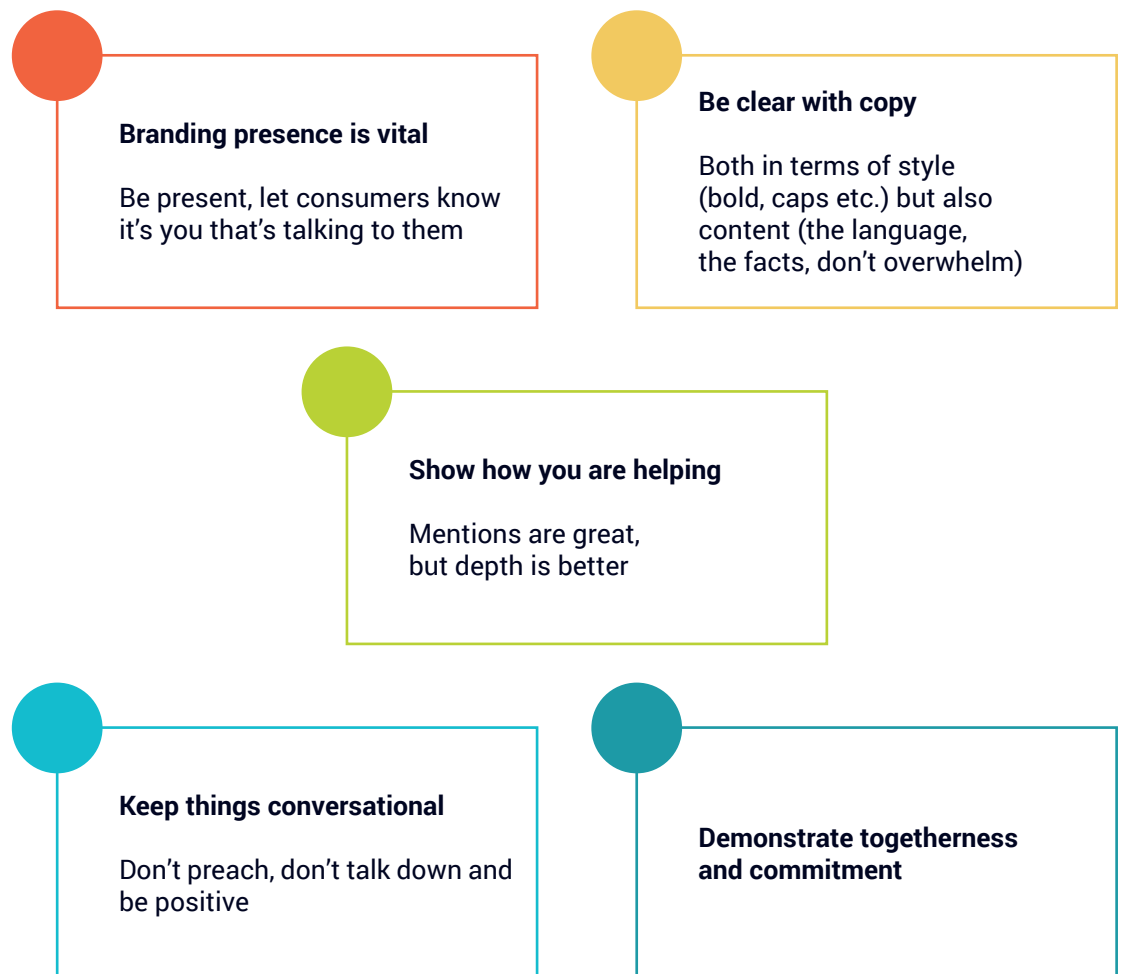 Branding presence is vital
Be present, let consumers know
it's you that's talking to them
Be clear with copy
Both in terms of style
(bold, caps etc.) but also
content (the language,
the facts, don't overwhelm)
Show how you are helping
Mentions are great,
but depth is better
Keep things conversational
Don't preach, don't talk down and
be positive
Demonstrate togetherness
and commitment